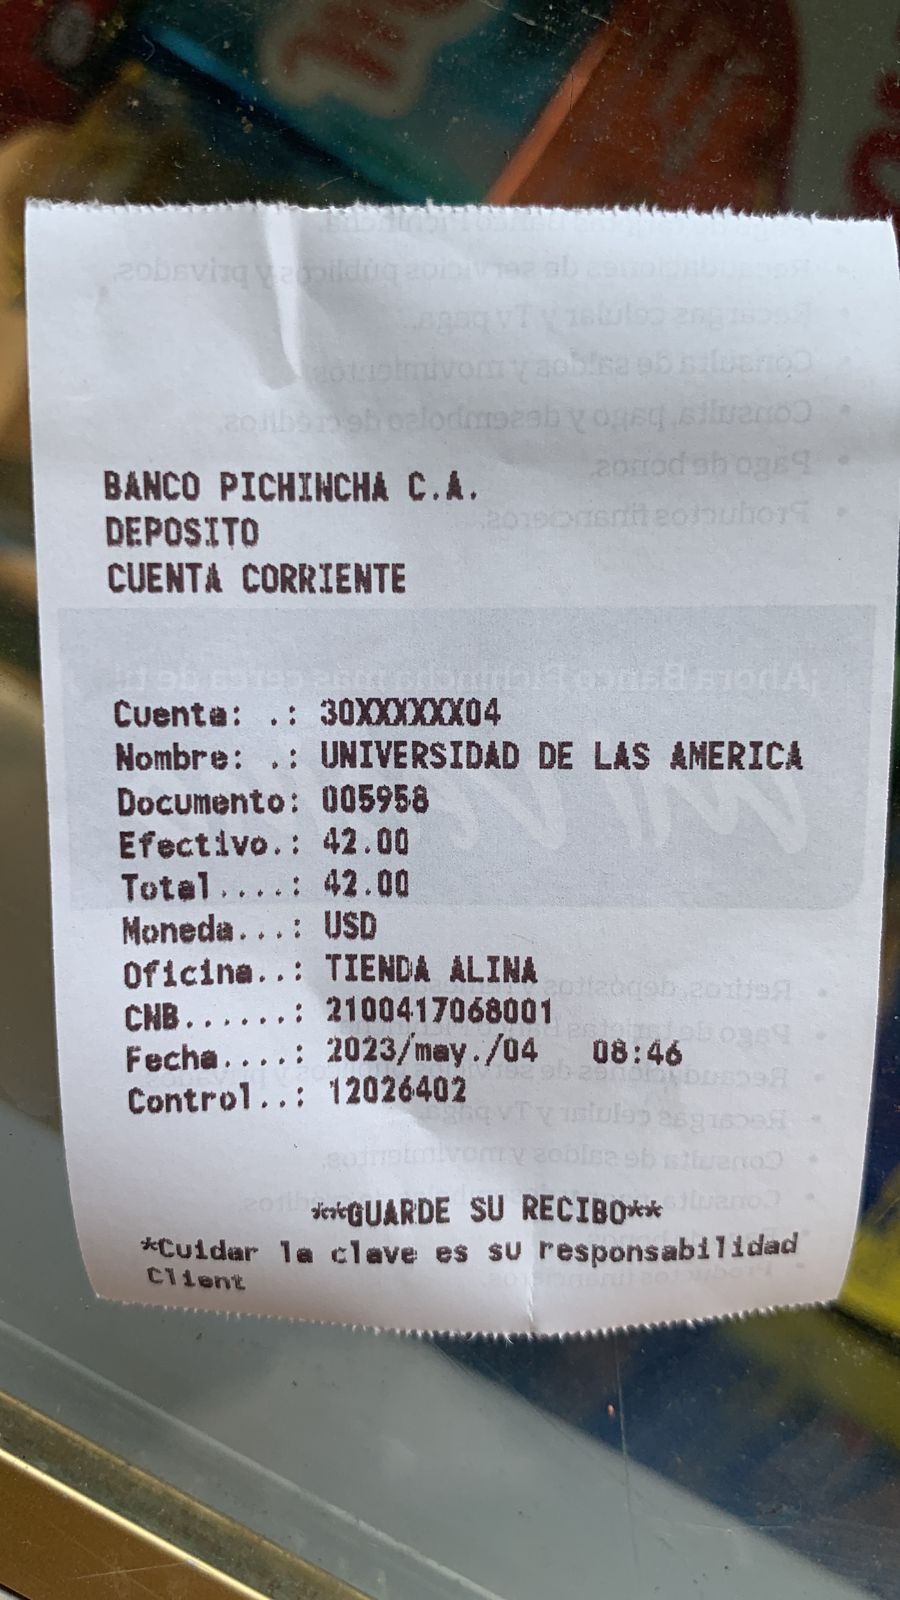 BANCO PICHINCHA C.A.
DEPOSITO
CUENTA CORRIENTE
Cuenta: .: 30XXXXXX04
Nombre: .: UNIVERSIDAD DE LAS AMERICA
Documento: 005958
Efectivo.: 42.00
Total....: 42.00
Moneda...: USD
Oficina..: TIENDA ALINA
CNB......: 2100417068001
Fecha....: 2023/may./04 08:46
Control..: 12026402
**GUARDE SU RECIBO**
*Cuidar la clave es su responsabilidad
Client